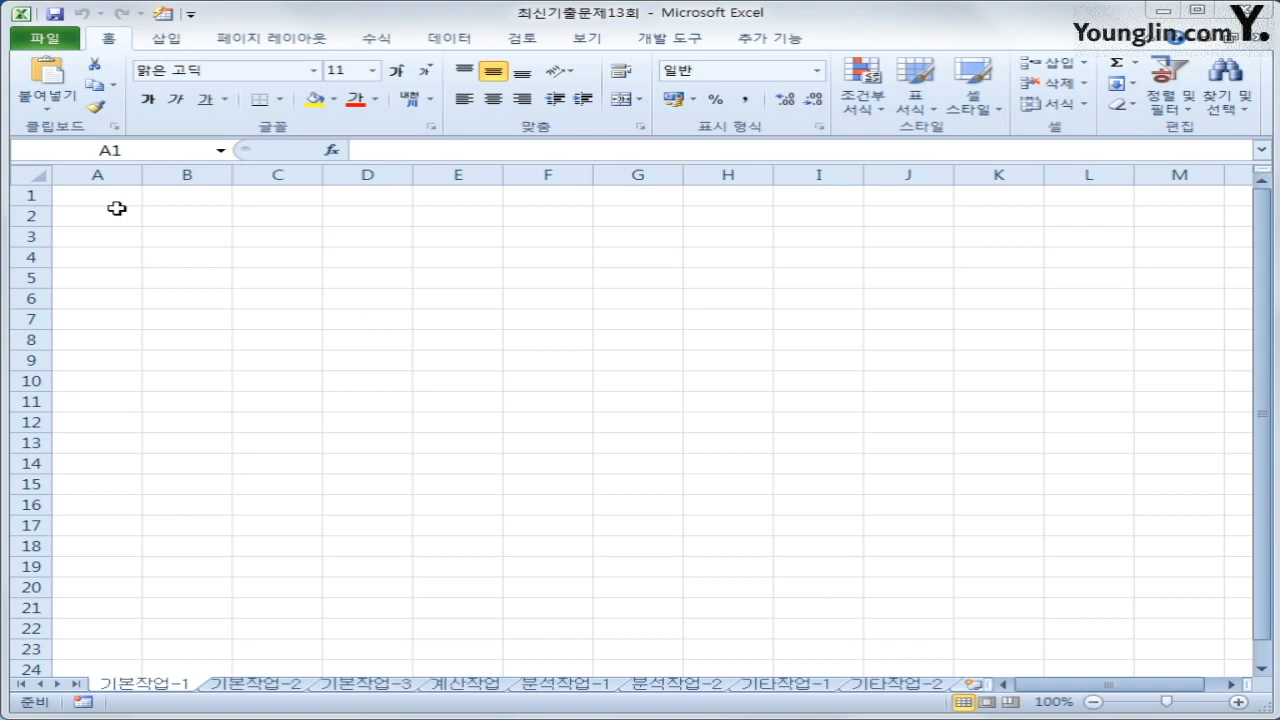 최신기출문제13회 - Microsoft Excel
YoungJin.com Y.
파일 홈 삽입 페이지 레이아웃 수식 데이터 검토 보기 개발 도구 추가 기능
붙여넣기
맑은 고딕 11 일반
가 가 가 가 가 % ,
조건부 서식 표 서식 셀 스타일
삽입 삭제 서식
Σ
정렬 및 필터 찾기 및 선택
클립보드 글꼴 맞춤 표시 형식 스타일 셀 편집
A1 fx
A B C D E F G H I J K L M
1
2
3
4
5
6
7
8
9
10
11
12
13
14
15
16
17
18
19
20
21
22
23
24
기본작업-1 기본작업-2 기본작업-3 계산작업 분석작업-1 분석작업-2 기타작업-1 기타작업-2
준비 100%